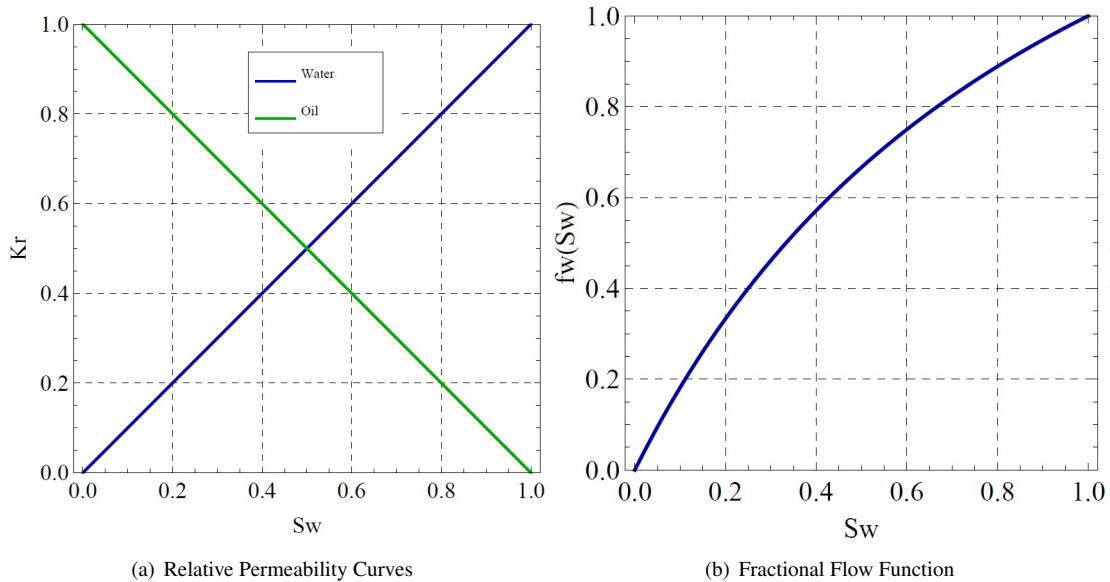 1.0
0.8
0.6
0.4
0.2
0.0
Kr
Water
Oil
0.0 0.2 0.4 0.6 0.8 1.0
Sw
(a) Relative Permeability Curves
1.0
0.8
0.6
0.4
0.2
0.0
fw(Sw)
0.0 0.2 0.4 0.6 0.8 1.0
Sw
(b) Fractional Flow Function